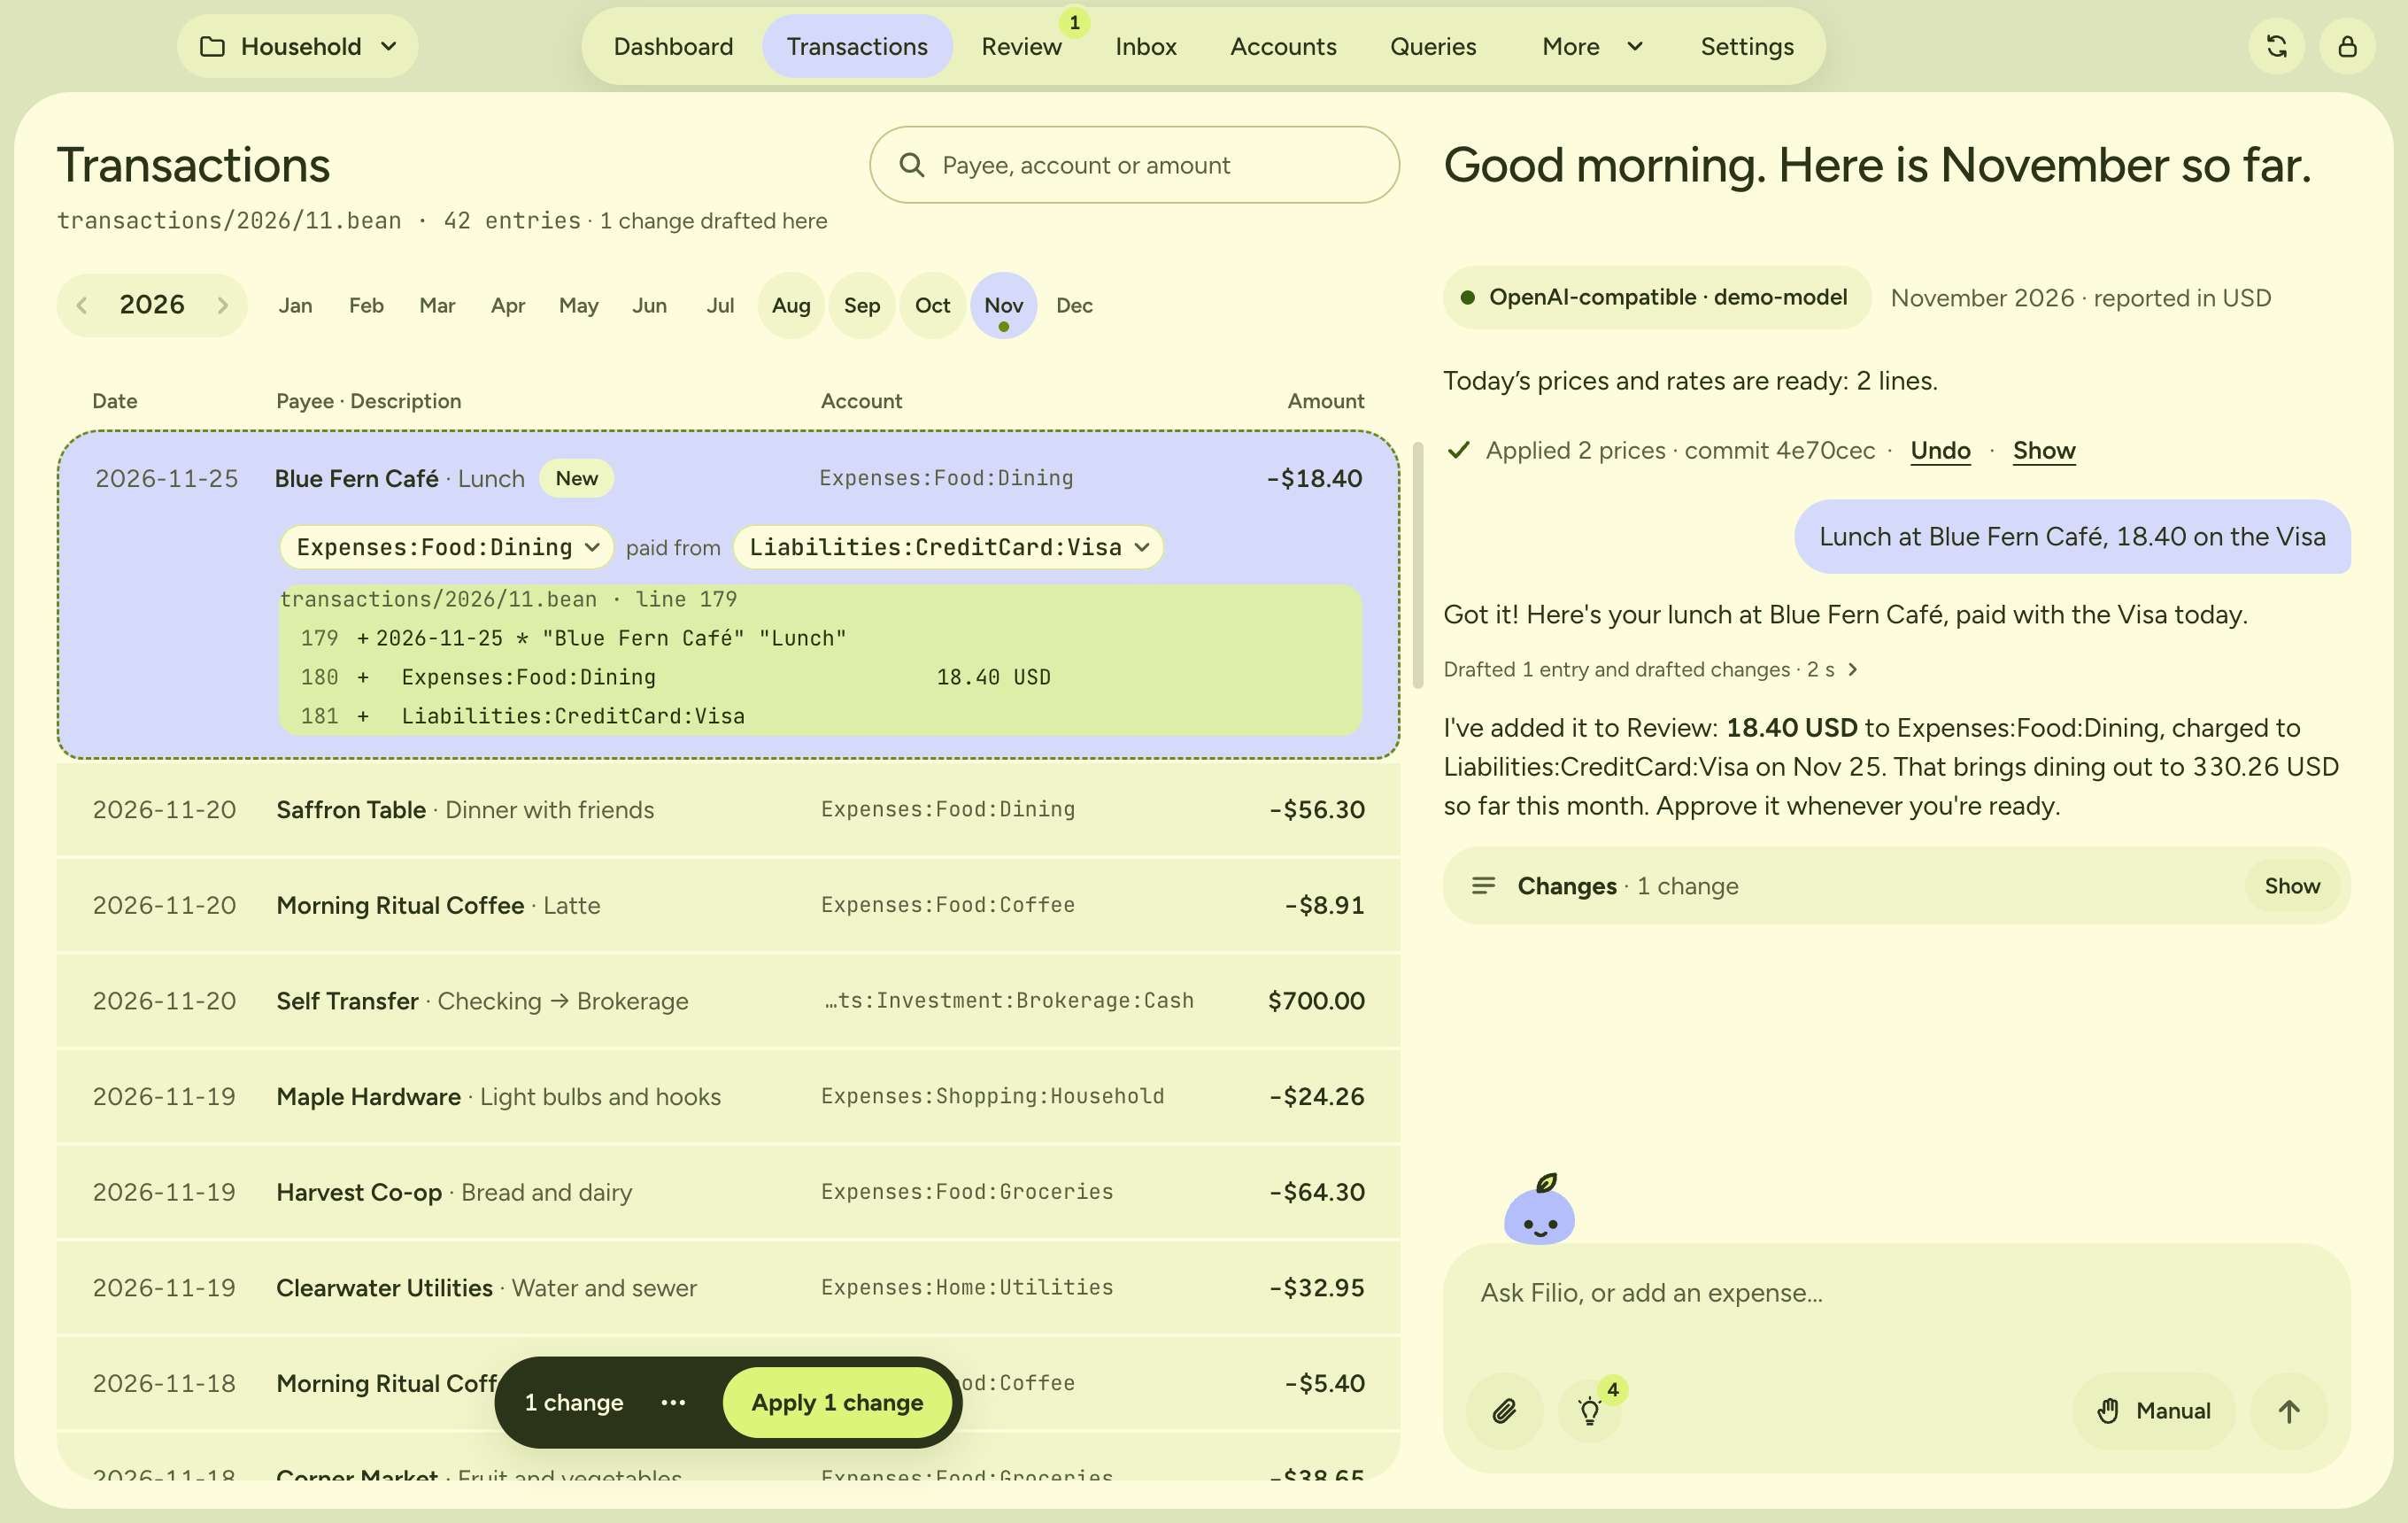 Household
Dashboard Transactions Review 1 Inbox Accounts Queries More Settings
Transactions
Payee, account or amount
transactions/2026/11.bean · 42 entries · 1 change drafted here
2026 Jan Feb Mar Apr May Jun Jul Aug Sep Oct Nov Dec
Date Payee · Description Account Amount
2026-11-25 Blue Fern Café · Lunch New Expenses:Food:Dining -$18.40
Expenses:Food:Dining paid from Liabilities:CreditCard:Visa
transactions/2026/11.bean · line 179
179 + 2026-11-25 * "Blue Fern Café" "Lunch"
180 + Expenses:Food:Dining 18.40 USD
181 + Liabilities:CreditCard:Visa
2026-11-20 Saffron Table · Dinner with friends Expenses:Food:Dining -$56.30
2026-11-20 Morning Ritual Coffee · Latte Expenses:Food:Coffee -$8.91
2026-11-20 Self Transfer · Checking → Brokerage …ts:Investment:Brokerage:Cash $700.00
2026-11-19 Maple Hardware · Light bulbs and hooks Expenses:Shopping:Household -$24.26
2026-11-19 Harvest Co-op · Bread and dairy Expenses:Food:Groceries -$64.30
2026-11-19 Clearwater Utilities · Water and sewer Expenses:Home:Utilities -$32.95
2026-11-18 Morning Ritual Coff od:Coffee -$5.40
1 change ••• Apply 1 change
2026-11-18 Corner Market · Fruit and vegetables Expenses:Food:Groceries -$38.65
Good morning. Here is November so far.
OpenAI-compatible · demo-model November 2026 · reported in USD
Today’s prices and rates are ready: 2 lines.
Applied 2 prices · commit 4e70cec · Undo · Show
Lunch at Blue Fern Café, 18.40 on the Visa
Got it! Here's your lunch at Blue Fern Café, paid with the Visa today.
Drafted 1 entry and drafted changes · 2 s
I've added it to Review: 18.40 USD to Expenses:Food:Dining, charged to
Liabilities:CreditCard:Visa on Nov 25. That brings dining out to 330.26 USD
so far this month. Approve it whenever you're ready.
Changes · 1 change Show
Ask Filio, or add an expense...
4
Manual